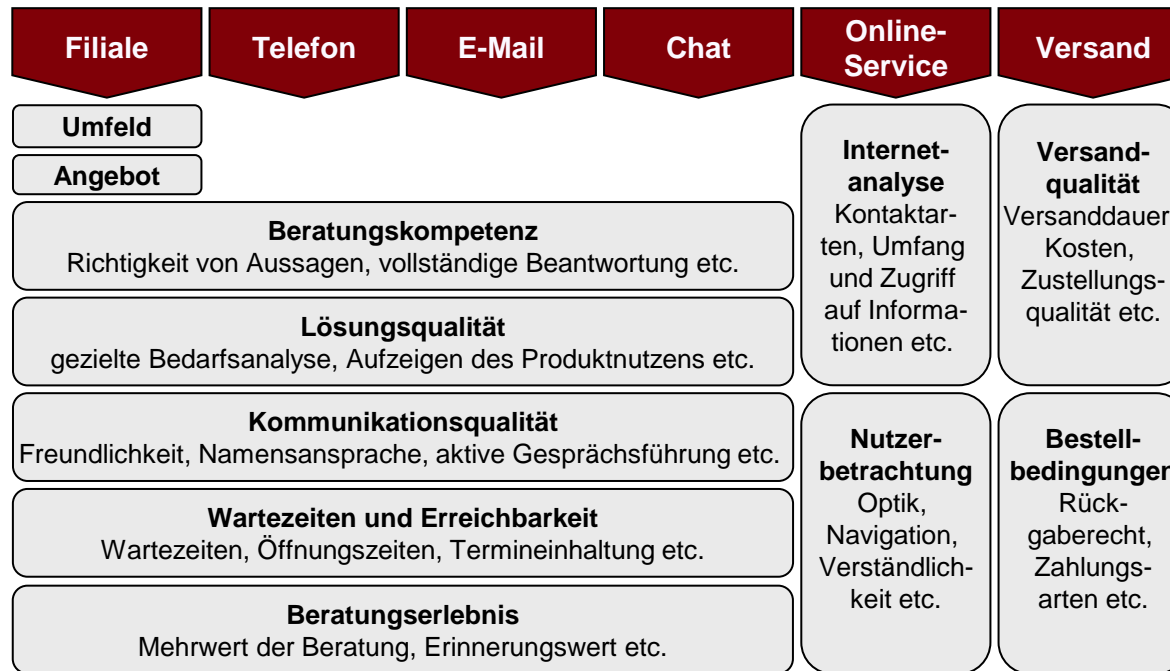 Filiale
Telefon
E-Mail
Chat
Online-
Service
Versand
Umfeld
Angebot
Beratungskompetenz
Richtigkeit von Aussagen, vollständige Beantwortung etc.
Lösungsqualität
gezielte Bedarfsanalyse, Aufzeigen des Produktnutzens etc.
Kommunikationsqualität
Freundlichkeit, Namensansprache, aktive Gesprächsführung etc.
Wartezeiten und Erreichbarkeit
Wartezeiten, Öffnungszeiten, Termineinhaltung etc.
Beratungserlebnis
Mehrwert der Beratung, Erinnerungswert etc.
Internet-
analyse
Kontaktar-
ten, Umfang
und Zugriff
auf Informa-
tionen etc.
Nutzer-
betrachtung
Optik,
Navigation,
Verständlich-
keit etc.
Versand-
qualität
Versanddauer
Kosten,
Zustellungs-
qualität etc.
Bestell-
bedingungen
Rück-
gaberecht,
Zahlungs-
arten etc.